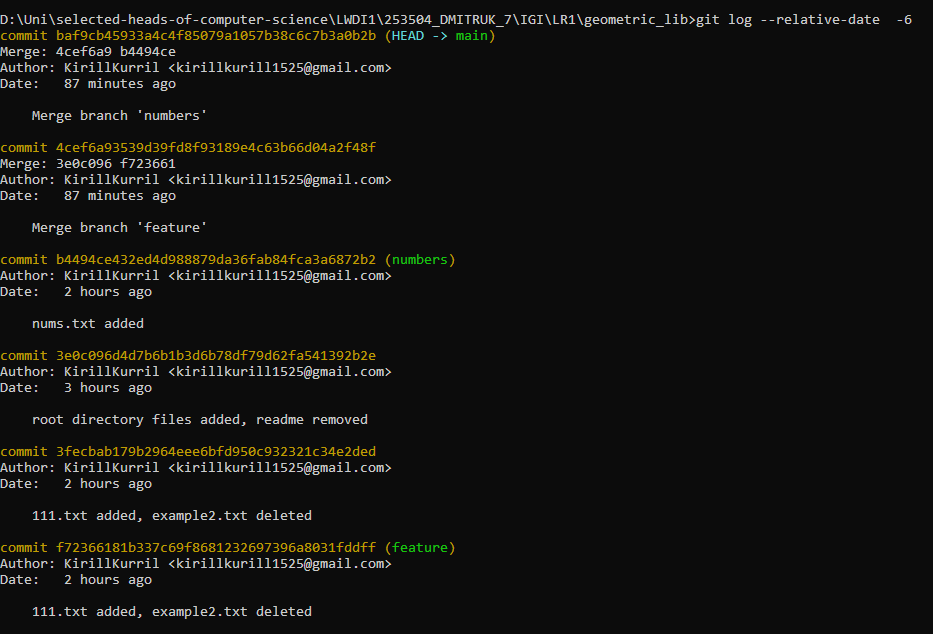 D:\Uni\selected-heads-of-computer-science\LWDI1\253504_DMITRUK_7\IGI\LR1\geometric_lib>git log --relative-date  -6
commit baf9cb45933a4c4f85079a1057b38c6c7b3a0b2b (HEAD -> main)
Merge: 4cef6a9 b4494ce
Author: KirillKurril <kirillkurill1525@gmail.com>
Date:   87 minutes ago
    Merge branch 'numbers'
commit 4cef6a93539d39fd8f93189e4c63b66d04a2f48f
Merge: 3e0c096 f723661
Author: KirillKurril <kirillkurill1525@gmail.com>
Date:   87 minutes ago
    Merge branch 'feature'
commit b4494ce432ed4d988879da36fab84fca3a6872b2 (numbers)
Author: KirillKurril <kirillkurill1525@gmail.com>
Date:   2 hours ago
    nums.txt added
commit 3e0c096d4d7b6b1b3d6b78df79d62fa541392b2e
Author: KirillKurril <kirillkurill1525@gmail.com>
Date:   3 hours ago
    root directory files added, readme removed
commit 3fecbab179b2964eee6bfd950c932321c34e2ded
Author: KirillKurril <kirillkurill1525@gmail.com>
Date:   2 hours ago
    111.txt added, example2.txt deleted
commit f72366181b337c69f8681232697396a8031fddff (feature)
Author: KirillKurril <kirillkurill1525@gmail.com>
Date:   2 hours ago
    111.txt added, example2.txt deleted